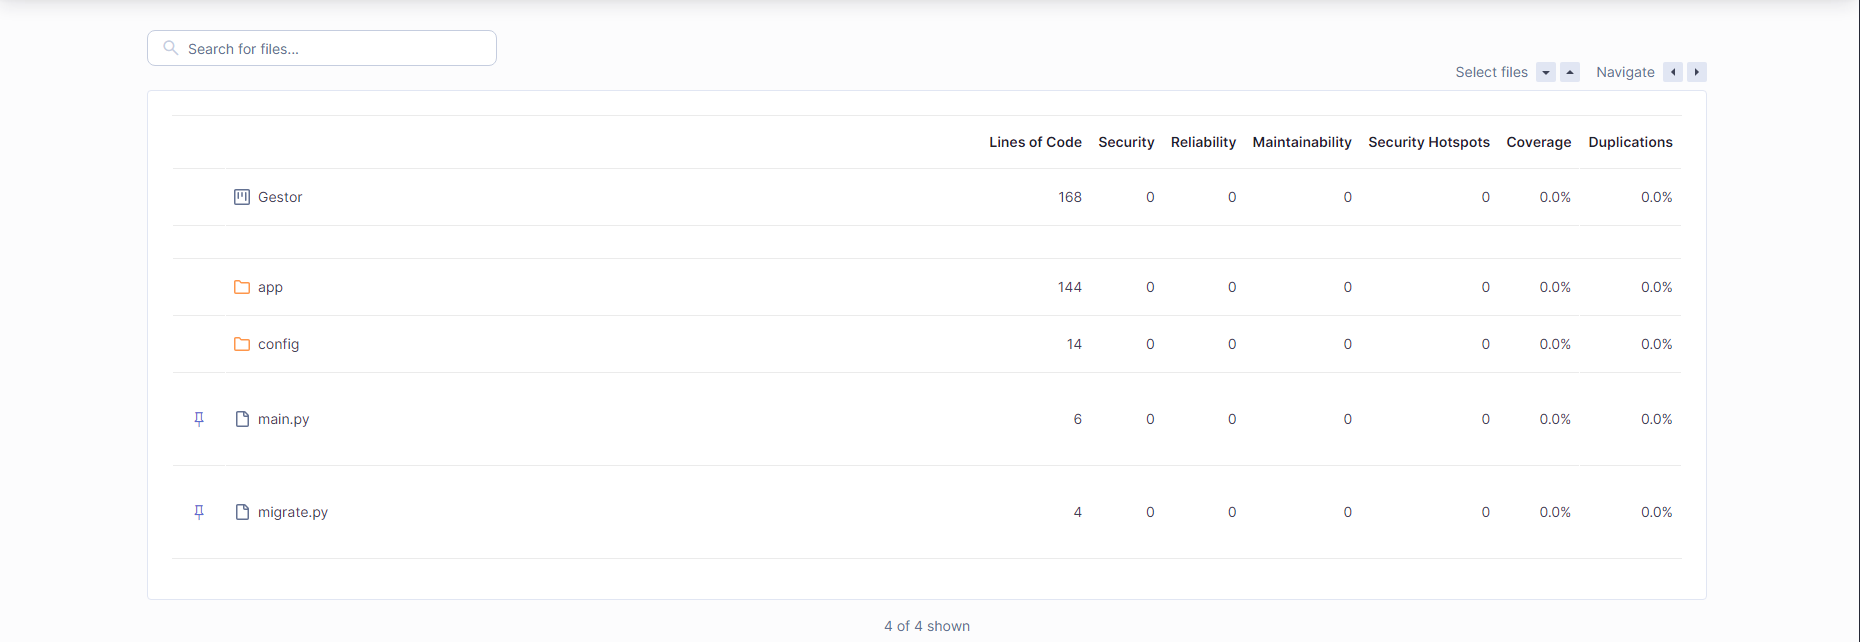 Search for files...
Select files Navigate
Lines of Code Security Reliability Maintainability Security Hotspots Coverage Duplications
Gestor 168 0 0 0 0 0.0% 0.0%
app 144 0 0 0 0 0.0% 0.0%
config 14 0 0 0 0 0.0% 0.0%
main.py 6 0 0 0 0 0.0% 0.0%
migrate.py 4 0 0 0 0 0.0% 0.0%
4 of 4 shown